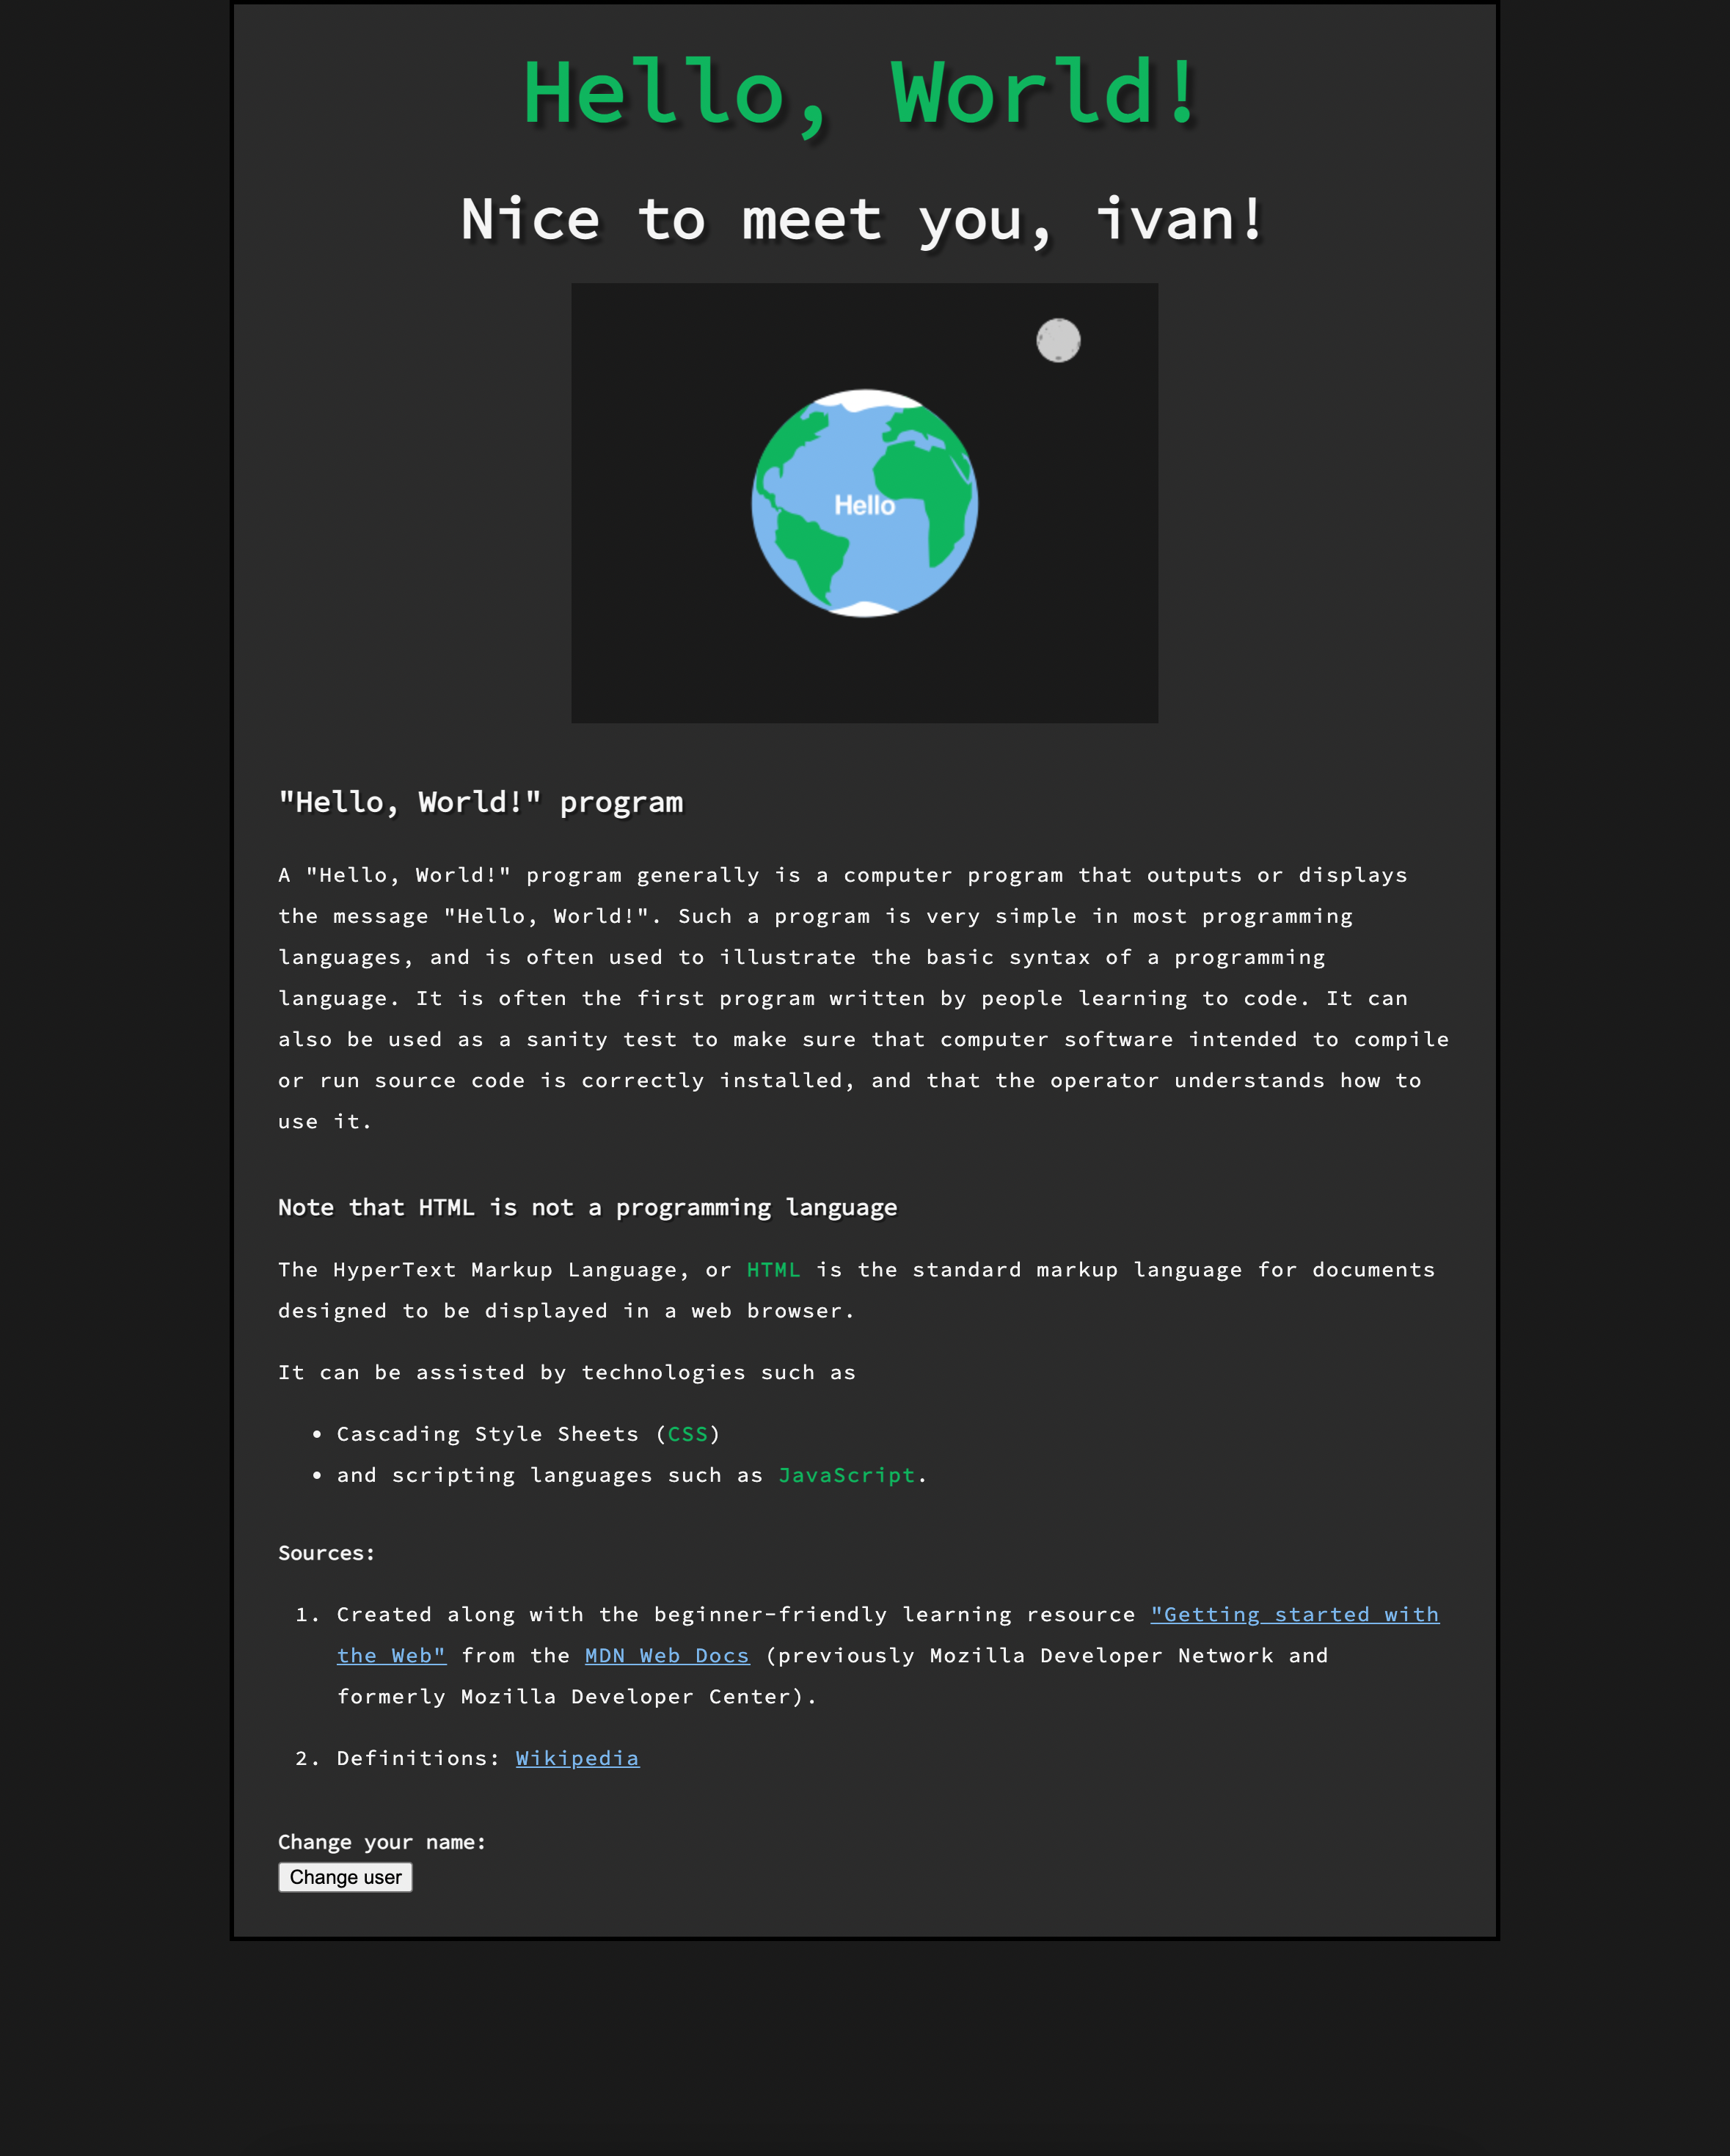 Hello, World!
Nice to meet you, ivan!
Hello
"Hello, World!" program
A "Hello, World!" program generally is a computer program that outputs or displays
the message "Hello, World!". Such a program is very simple in most programming
languages, and is often used to illustrate the basic syntax of a programming
language. It is often the first program written by people learning to code. It can
also be used as a sanity test to make sure that computer software intended to compile
or run source code is correctly installed, and that the operator understands how to
use it.
Note that HTML is not a programming language
The HyperText Markup Language, or HTML is the standard markup language for documents
designed to be displayed in a web browser.
It can be assisted by technologies such as
• Cascading Style Sheets (CSS)
• and scripting languages such as JavaScript.
Sources:
1. Created along with the beginner-friendly learning resource "Getting started with
the Web" from the MDN Web Docs (previously Mozilla Developer Network and
formerly Mozilla Developer Center).
2. Definitions: Wikipedia
Change your name:
Change user